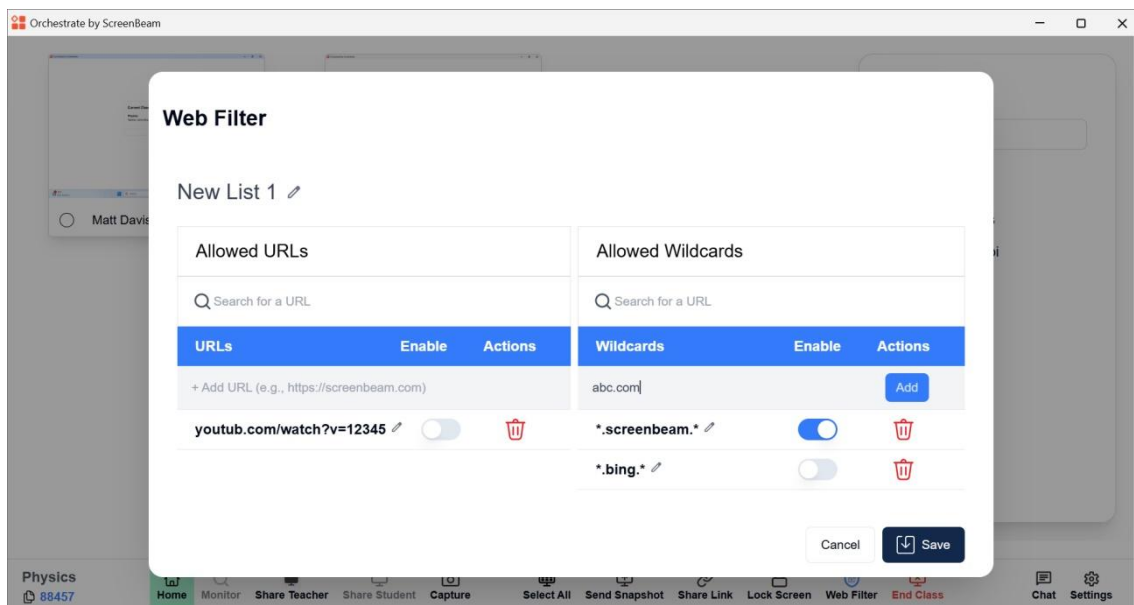 Orchestrate by ScreenBeam
Web Filter
New List 1
Allowed URLs
Search for a URL
URLs Enable Actions
+ Add URL (e.g., https://screenbeam.com)
youtub.com/watch?v=12345
Allowed Wildcards
Search for a URL
Wildcards Enable Actions
abc.com Add
*.screenbeam.*
*.bing.*
Cancel Save
Matt Davis
Physics
88457
Home Monitor Share Teacher Share Student Capture Select All Send Snapshot Share Link Lock Screen Web Filter End Class Chat Settings